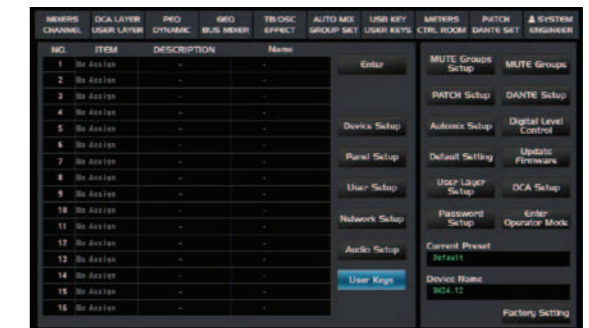 MIXERS DCA LAYER PEQ GEQ TB/OSC AUTO MIX USB KEY METERS PATCH SYSTEM
CHANNEL USER LAYER DYNAMIC BUS MIXER EFFECT GROUP SET USER KEYS CTRL ROOM DANTE SET ENGINEER
NO. ITEM DESCRIPTION Name
1 No Assign - -
2 No Assign - -
3 No Assign - -
4 No Assign - -
5 No Assign - -
6 No Assign - -
7 No Assign - -
8 No Assign - -
9 No Assign - -
10 No Assign - -
11 No Assign - -
12 No Assign - -
13 No Assign - -
14 No Assign - -
15 No Assign - -
16 No Assign - -
Enter
Device Setup
Panel Setup
User Setup
Network Setup
Audio Setup
User Keys
MUTE Groups
Setup
MUTE Groups
PATCH Setup
DANTE Setup
Automix Setup
Digital Level
Control
Default Setting
Update
Firmware
User Layer
Setup
DCA Setup
Password
Setup
Enter
Operator Mode
Current Preset
Default
Device Name
Factory Setting